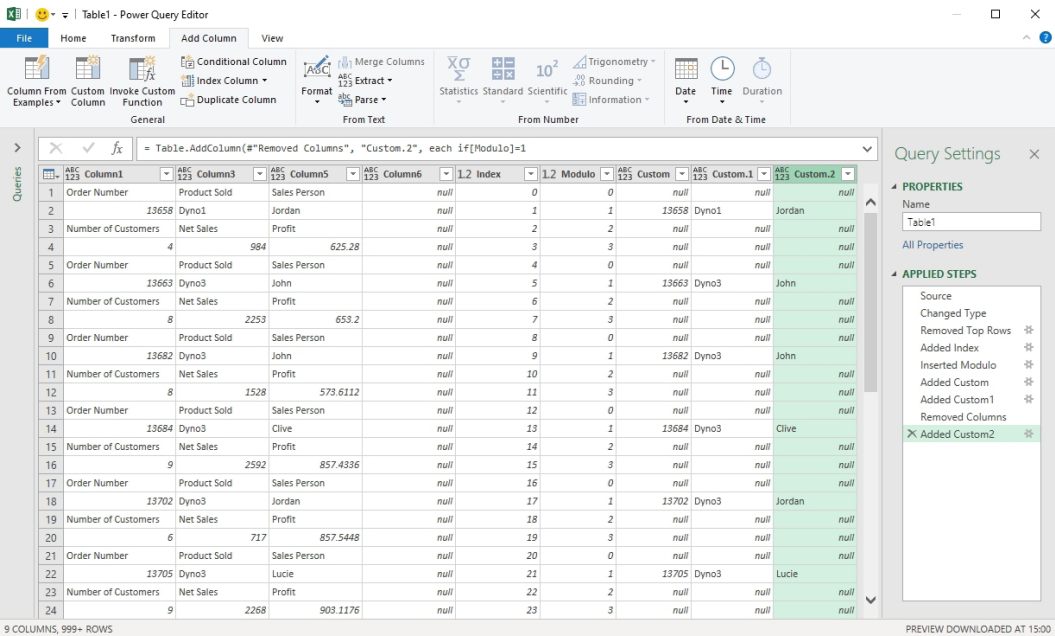 Table1 - Power Query Editor
File Home Transform Add Column View
Column From Examples
Custom Column
Invoke Custom Function
Conditional Column
Index Column
Duplicate Column
General
Format
Merge Columns
Extract
Parse
From Text
Statistics
Standard
Scientific
Trigonometry
Rounding
Information
From Number
Date
Time
Duration
From Date & Time
Queries
fx = Table.AddColumn(#"Removed Columns", "Custom.2", each if[Modulo]=1
Column1 Column3 Column5 Column6 1.2 Index 1.2 Modulo Custom Custom.1 Custom.2
1 Order Number Product Sold Sales Person null 0 0 null null null
2 13658 Dyno1 Jordan null 1 1 13658 Dyno1 Jordan
3 Number of Customers Net Sales Profit null 2 2 null null null
4 4 984 625.28 null 3 3 null null null
5 Order Number Product Sold Sales Person null 4 0 null null null
6 13663 Dyno3 John null 5 1 13663 Dyno3 John
7 Number of Customers Net Sales Profit null 6 2 null null null
8 8 2253 653.2 null 7 3 null null null
9 Order Number Product Sold Sales Person null 8 0 null null null
10 13682 Dyno3 John null 9 1 13682 Dyno3 John
11 Number of Customers Net Sales Profit null 10 2 null null null
12 8 1528 573.6112 null 11 3 null null null
13 Order Number Product Sold Sales Person null 12 0 null null null
14 13684 Dyno3 Clive null 13 1 13684 Dyno3 Clive
15 Number of Customers Net Sales Profit null 14 2 null null null
16 9 2592 857.4336 null 15 3 null null null
17 Order Number Product Sold Sales Person null 16 0 null null null
18 13702 Dyno3 Jordan null 17 1 13702 Dyno3 Jordan
19 Number of Customers Net Sales Profit null 18 2 null null null
20 6 717 857.5448 null 19 3 null null null
21 Order Number Product Sold Sales Person null 20 0 null null null
22 13705 Dyno3 Lucie null 21 1 13705 Dyno3 Lucie
23 Number of Customers Net Sales Profit null 22 2 null null null
24 9 2268 903.1176 null 23 3 null null null
Query Settings
PROPERTIES
Name
Table1
All Properties
APPLIED STEPS
Source
Changed Type
Removed Top Rows
Added Index
Inserted Modulo
Added Custom
Added Custom1
Removed Columns
Added Custom2
9 COLUMNS, 999+ ROWS
PREVIEW DOWNLOADED AT 15:00